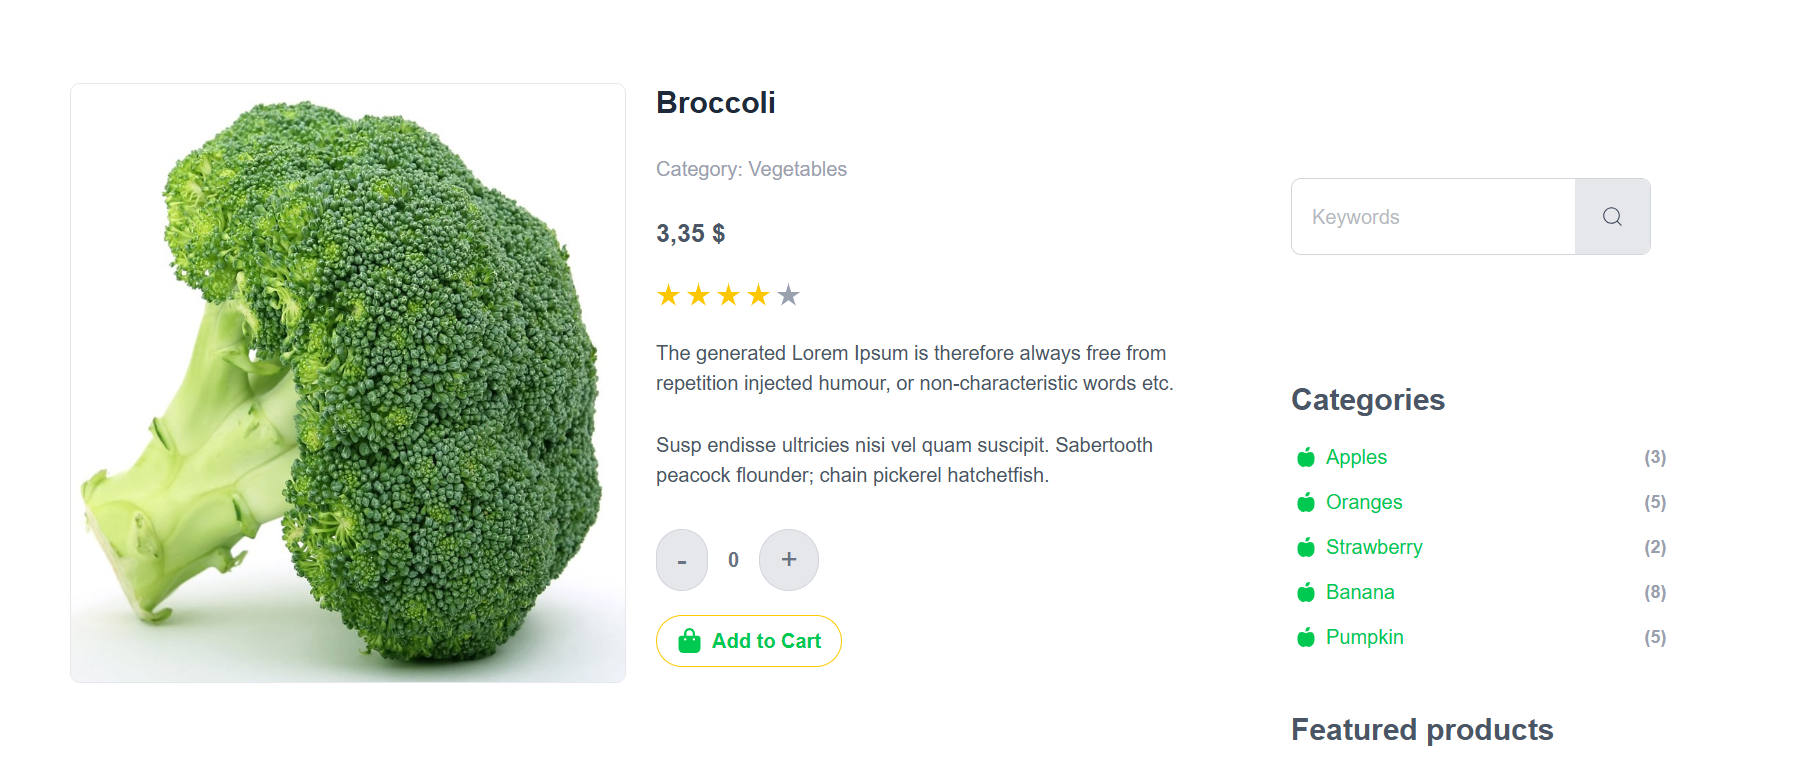 Broccoli
Category: Vegetables
3,35 $
The generated Lorem Ipsum is therefore always free from
repetition injected humour, or non-characteristic words etc.
Susp endisse ultricies nisi vel quam suscipit. Sabertooth
peacock flounder; chain pickerel hatchetfish.
- 0 +
Add to Cart
Keywords
Categories
Apples (3)
Oranges (5)
Strawberry (2)
Banana (8)
Pumpkin (5)
Featured products